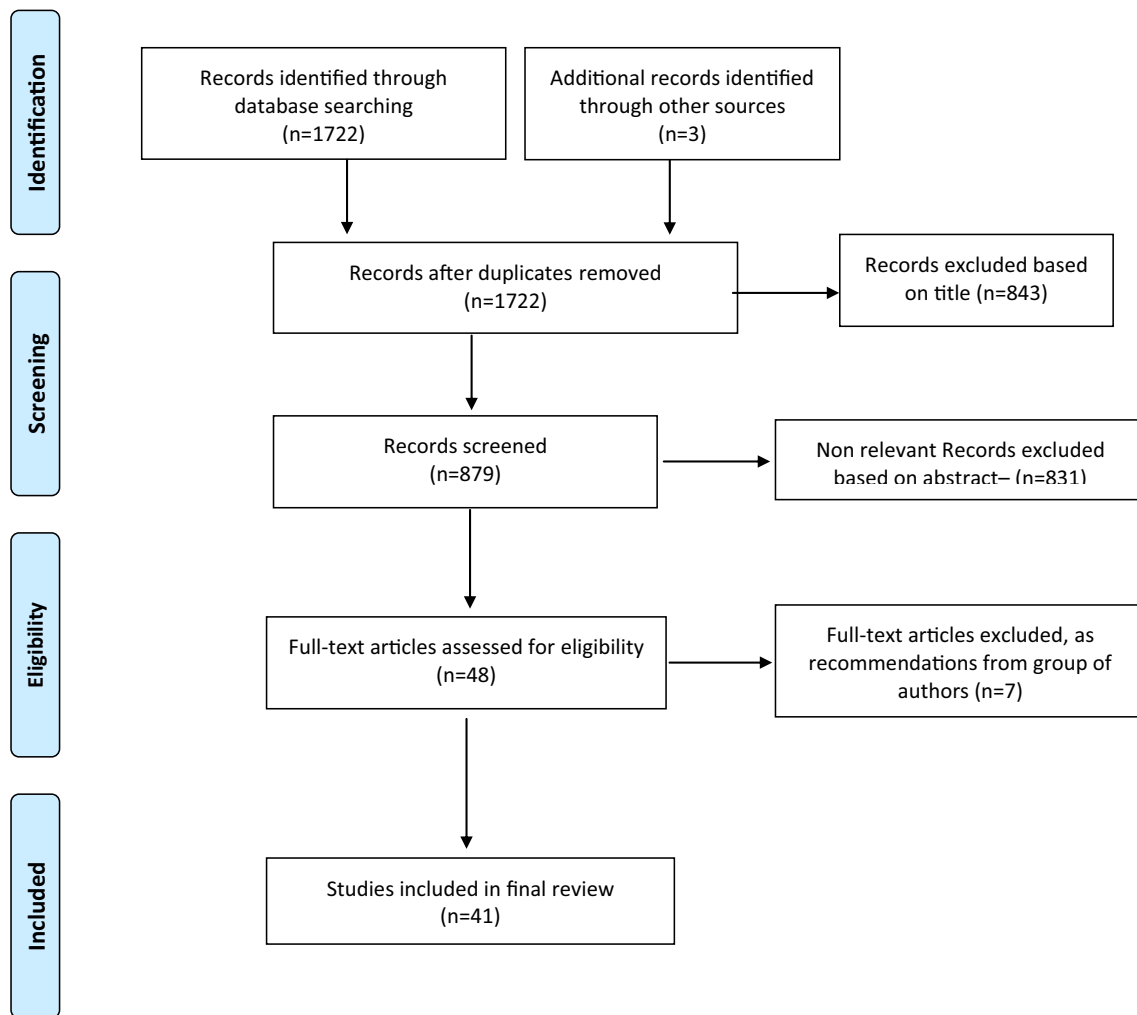 Identification
Records identified through
database searching
(n=1722)
Additional records identified
through other sources
(n=3)
Screening
Records after duplicates removed
(n=1722)
Records excluded based
on title (n=843)
Records screened
(n=879)
Non relevant Records excluded
based on abstract– (n=831)
Eligibility
Full-text articles assessed for eligibility
(n=48)
Full-text articles excluded, as
recommendations from group of
authors (n=7)
Included
Studies included in final review
(n=41)